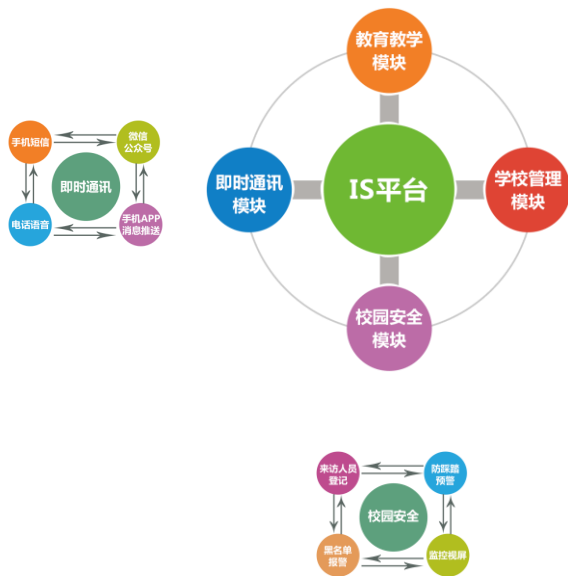 教育教学
模块
手机短信
微信
公众号
即时通讯
电话语音
手机APP
消息推送
即时通讯
模块
IS平台
学校管理
模块
校园安全
模块
来访人员
登记
防踩踏
预警
校园安全
黑名单
报警
监控视屏